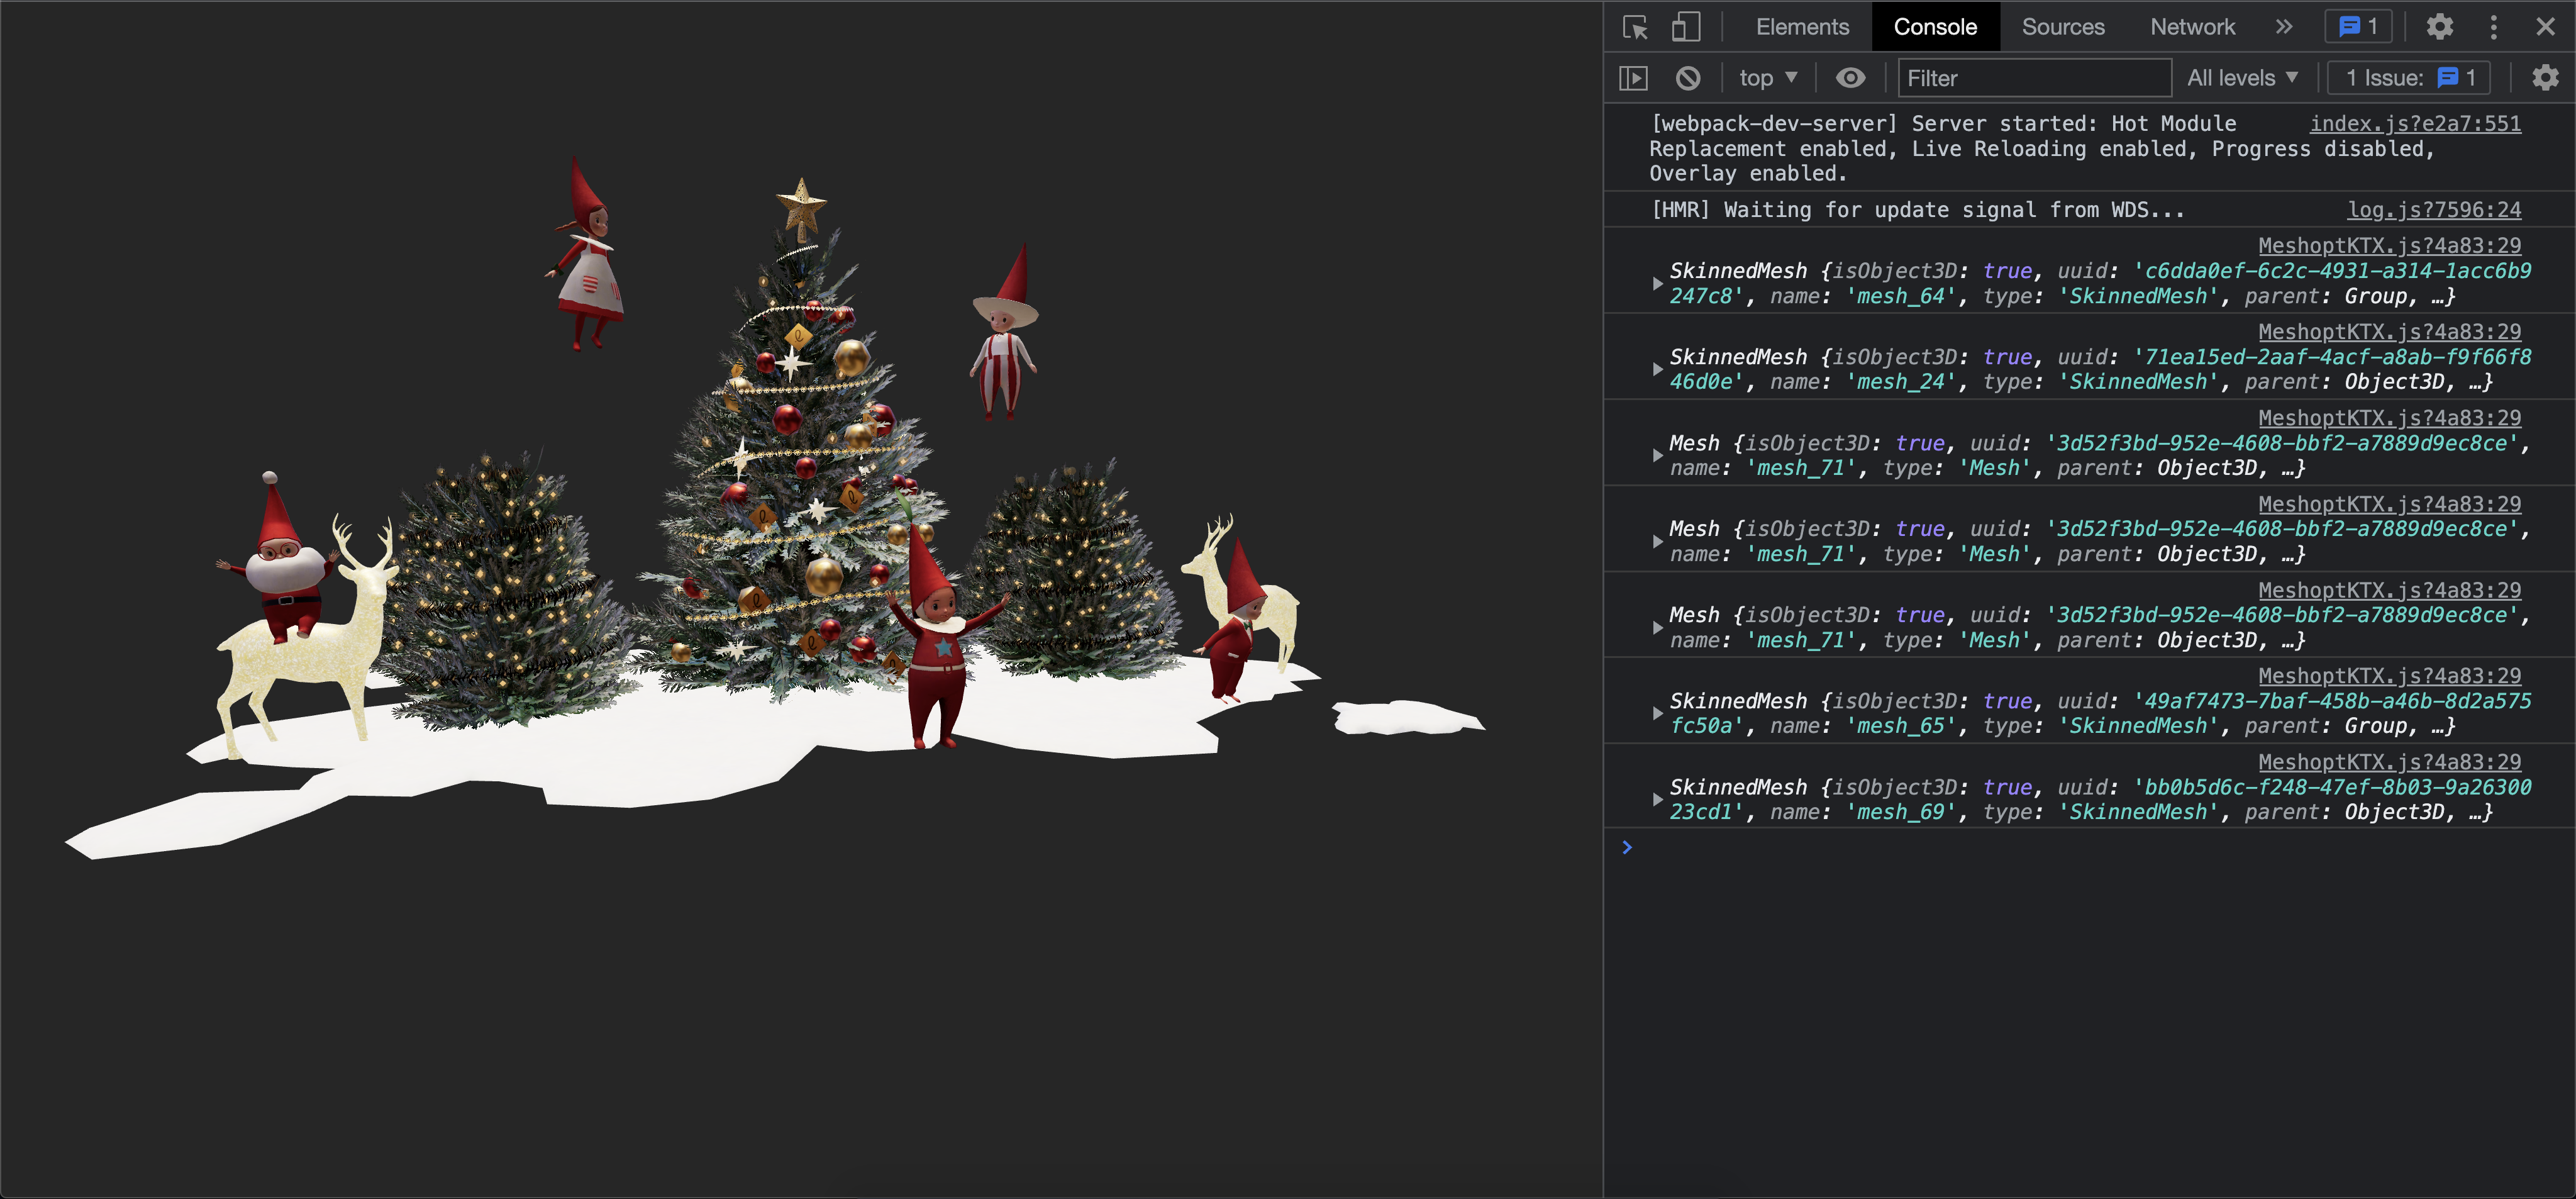 Elements Console Sources Network » 1
top ▼ Filter All levels ▼ 1 Issue: 1
[webpack-dev-server] Server started: Hot Module index.js?e2a7:551
Replacement enabled, Live Reloading enabled, Progress disabled,
Overlay enabled.
[HMR] Waiting for update signal from WDS... log.js?7596:24
MeshoptKTX.js?4a83:29
SkinnedMesh {isObject3D: true, uuid: 'c6dda0ef-6c2c-4931-a314-1acc6b9
247c8', name: 'mesh_64', type: 'SkinnedMesh', parent: Group, …}
MeshoptKTX.js?4a83:29
SkinnedMesh {isObject3D: true, uuid: '71ea15ed-2aaf-4acf-a8ab-f9f66f8
46d0e', name: 'mesh_24', type: 'SkinnedMesh', parent: Object3D, …}
MeshoptKTX.js?4a83:29
Mesh {isObject3D: true, uuid: '3d52f3bd-952e-4608-bbf2-a7889d9ec8ce',
name: 'mesh_71', type: 'Mesh', parent: Object3D, …}
MeshoptKTX.js?4a83:29
Mesh {isObject3D: true, uuid: '3d52f3bd-952e-4608-bbf2-a7889d9ec8ce',
name: 'mesh_71', type: 'Mesh', parent: Object3D, …}
MeshoptKTX.js?4a83:29
Mesh {isObject3D: true, uuid: '3d52f3bd-952e-4608-bbf2-a7889d9ec8ce',
name: 'mesh_71', type: 'Mesh', parent: Object3D, …}
MeshoptKTX.js?4a83:29
SkinnedMesh {isObject3D: true, uuid: '49af7473-7baf-458b-a46b-8d2a575
fc50a', name: 'mesh_65', type: 'SkinnedMesh', parent: Group, …}
MeshoptKTX.js?4a83:29
SkinnedMesh {isObject3D: true, uuid: 'bb0b5d6c-f248-47ef-8b03-9a26300
23cd1', name: 'mesh_69', type: 'SkinnedMesh', parent: Object3D, …}